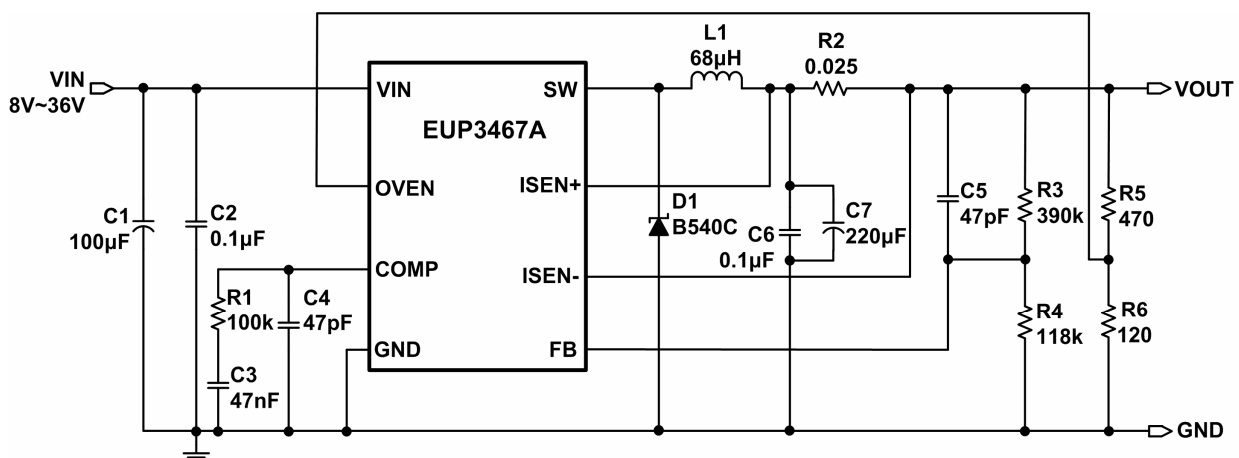 VIN
8V~36V
C1
100µF
C2
0.1µF
R1
100k
C3
47nF
C4
47pF
VIN
OVEN
COMP
GND
EUP3467A
SW
ISEN+
ISEN-
FB
L1
68µH
D1
B540C
C6
0.1µF
C7
220µF
R2
0.025
C5
47pF
R3
390k
R4
118k
R5
470
R6
120
VOUT
GND